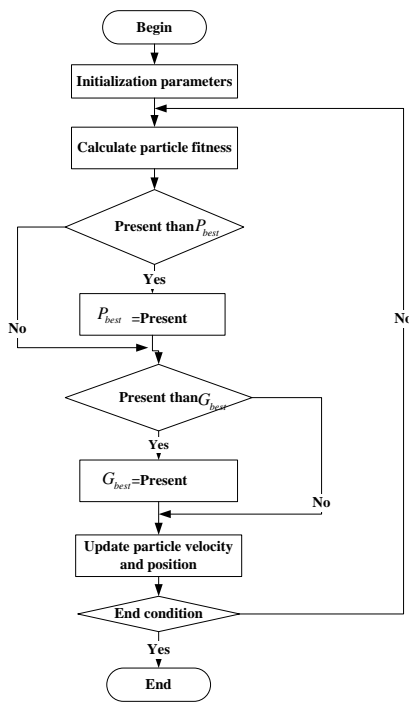 Begin
Initialization parameters
Calculate particle fitness
Present than P_best
Yes
P_best =Present
No
No
Present than G_best
Yes
G_best=Present
No
Update particle velocity
and position
End condition
Yes
End